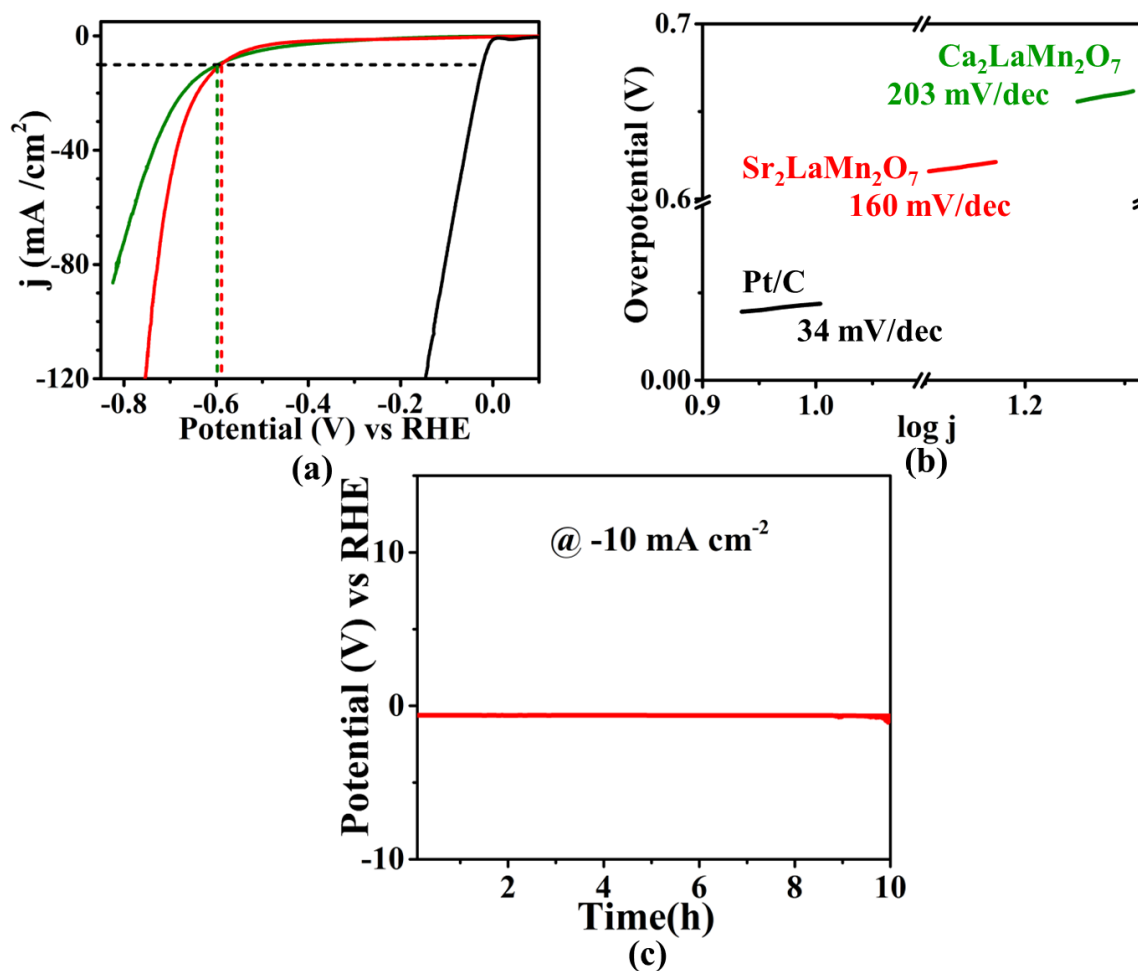 0
-40
-80
-120
j (mA /cm²)
-0.8 -0.6 -0.4 -0.2 0.0
Potential (V) vs RHE
(a)
0.7
0.6
0.00
Overpotential (V)
Ca₂LaMn₂O₇
203 mV/dec
Sr₂LaMn₂O₇
160 mV/dec
Pt/C
34 mV/dec
0.9 1.0 1.2
log j
(b)
10
0
-10
Potential (V) vs RHE
@ -10 mA cm⁻²
2 4 6 8 10
Time(h)
(c)